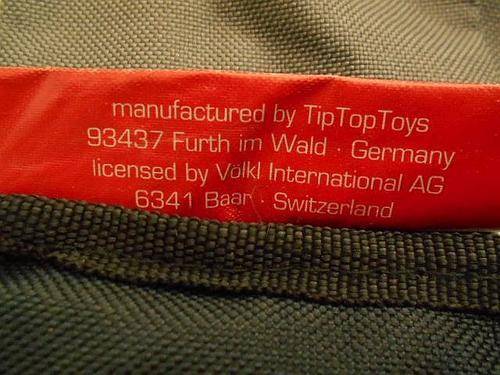 manufactured by TipTopToys
93437 Furth im Wald · Germany
licensed by Völkl International AG
6341 Baar · Switzerland